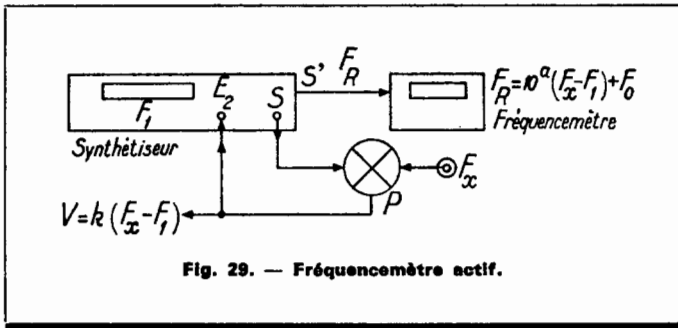 S' F_R
F_R=10^a(F_x-F_1)+F_0
Fréquencemètre
F_1
E_2
S
Synthétiseur
F_x
P
V=k(F_x-F_1)
Fig. 29. — Fréquencemètre actif.